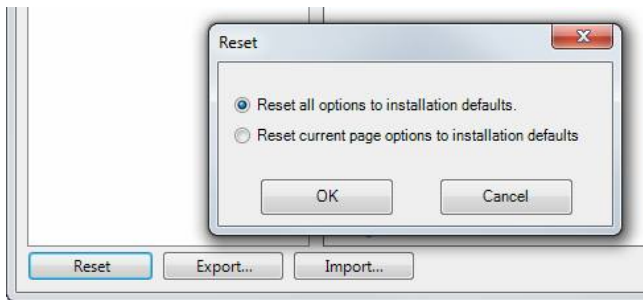 Reset
Reset all options to installation defaults.
Reset current page options to installation defaults
OK Cancel
Reset Export... Import...